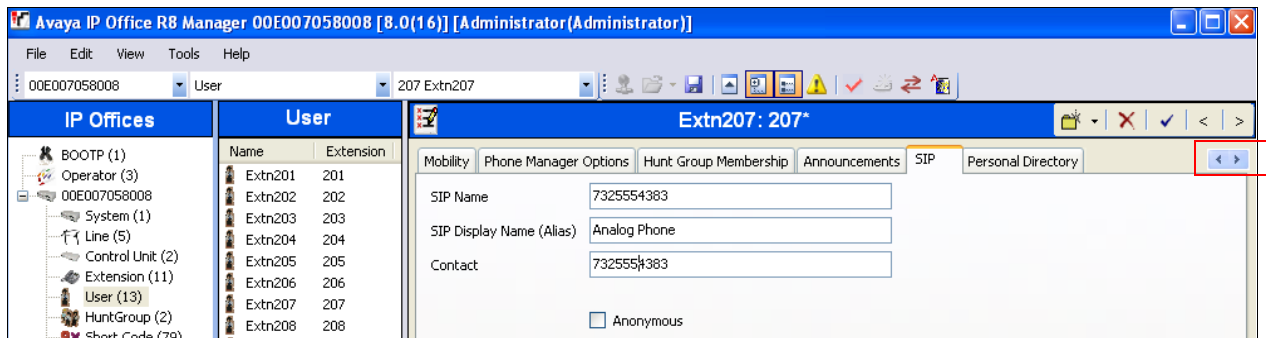 Avaya IP Office R8 Manager 00E007058008 [8.0(16)] [Administrator(Administrator)]
File Edit View Tools Help
00E007058008 User 207 Extn207
IP Offices User Extn207: 207*
BOOTP (1)
Operator (3)
00E007058008
System (1)
Line (5)
Control Unit (2)
Extension (11)
User (13)
HuntGroup (2)
Short Code (79)
Name Extension
Extn201 201
Extn202 202
Extn203 203
Extn204 204
Extn205 205
Extn206 206
Extn207 207
Extn208 208
Mobility Phone Manager Options Hunt Group Membership Announcements SIP Personal Directory
SIP Name 7325554383
SIP Display Name (Alias) Analog Phone
Contact 7325554383
Anonymous